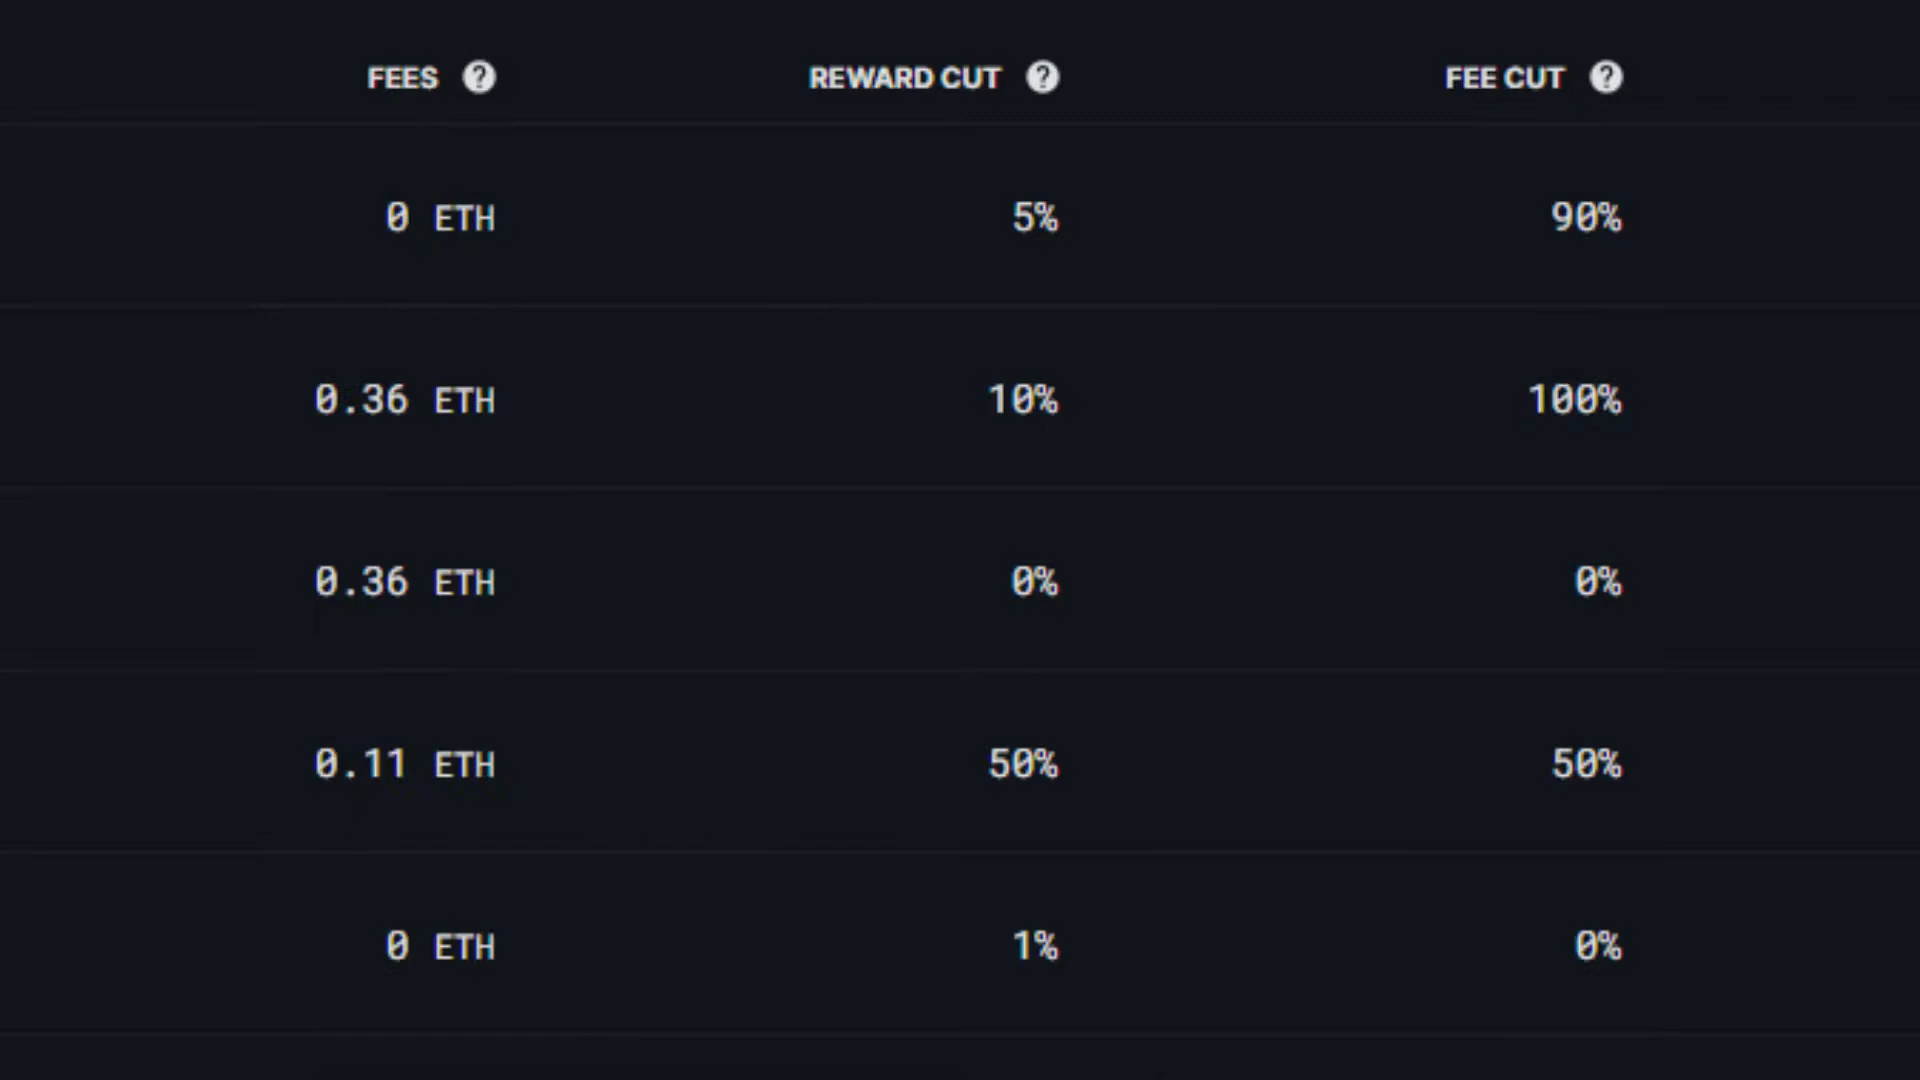 FEES REWARD CUT FEE CUT
0 ETH 5% 90%
0.36 ETH 10% 100%
0.36 ETH 0% 0%
0.11 ETH 50% 50%
0 ETH 1% 0%